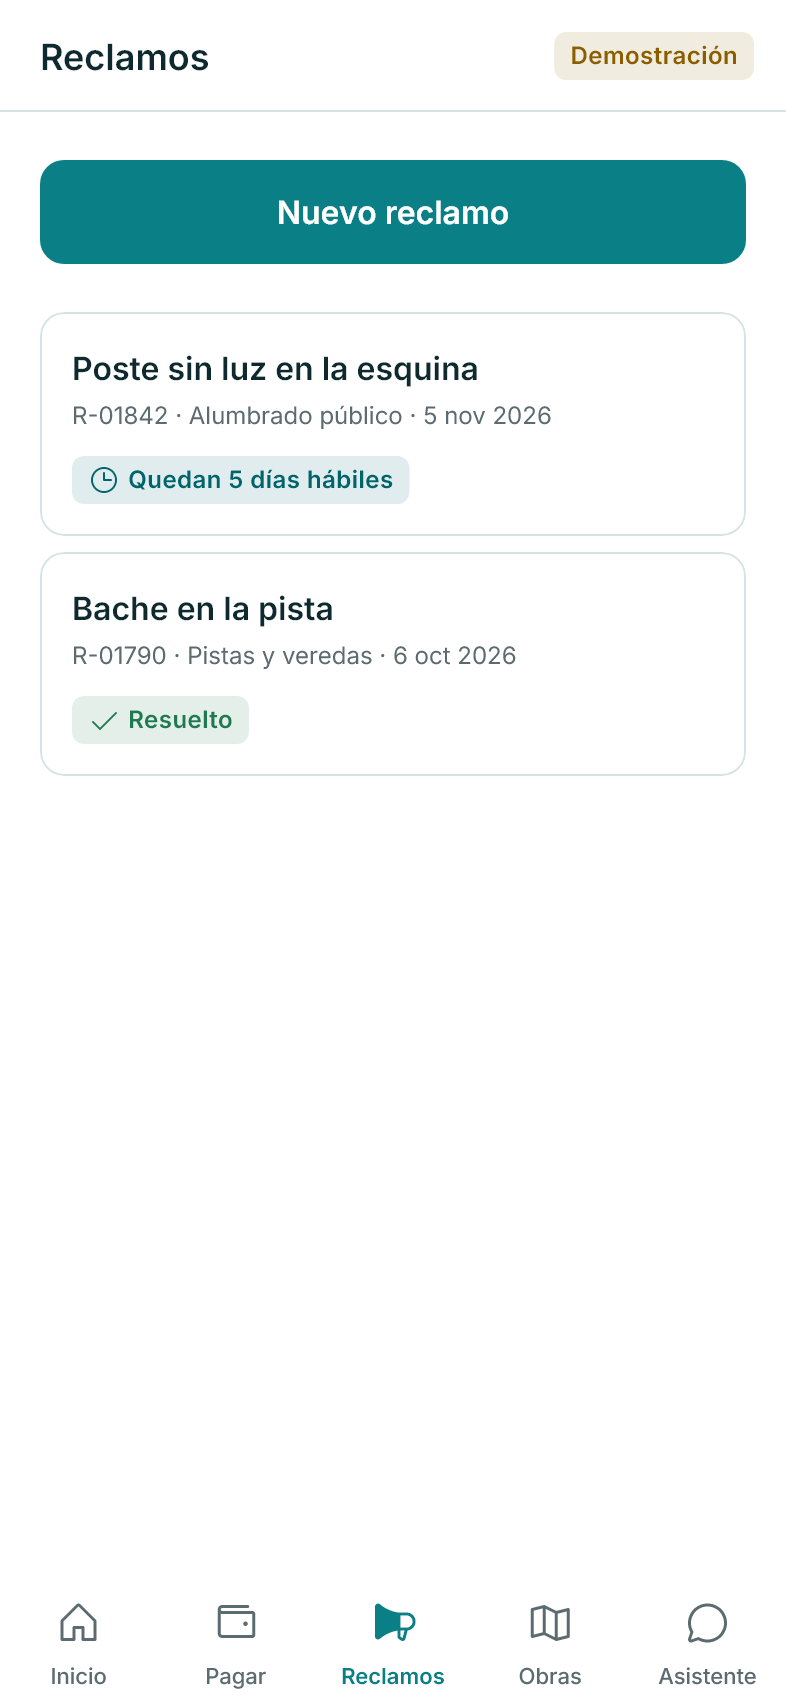 Reclamos
Demostración
Nuevo reclamo
Poste sin luz en la esquina
R-01842 · Alumbrado público · 5 nov 2026
Quedan 5 días hábiles
Bache en la pista
R-01790 · Pistas y veredas · 6 oct 2026
Resuelto
Inicio
Pagar
Reclamos
Obras
Asistente